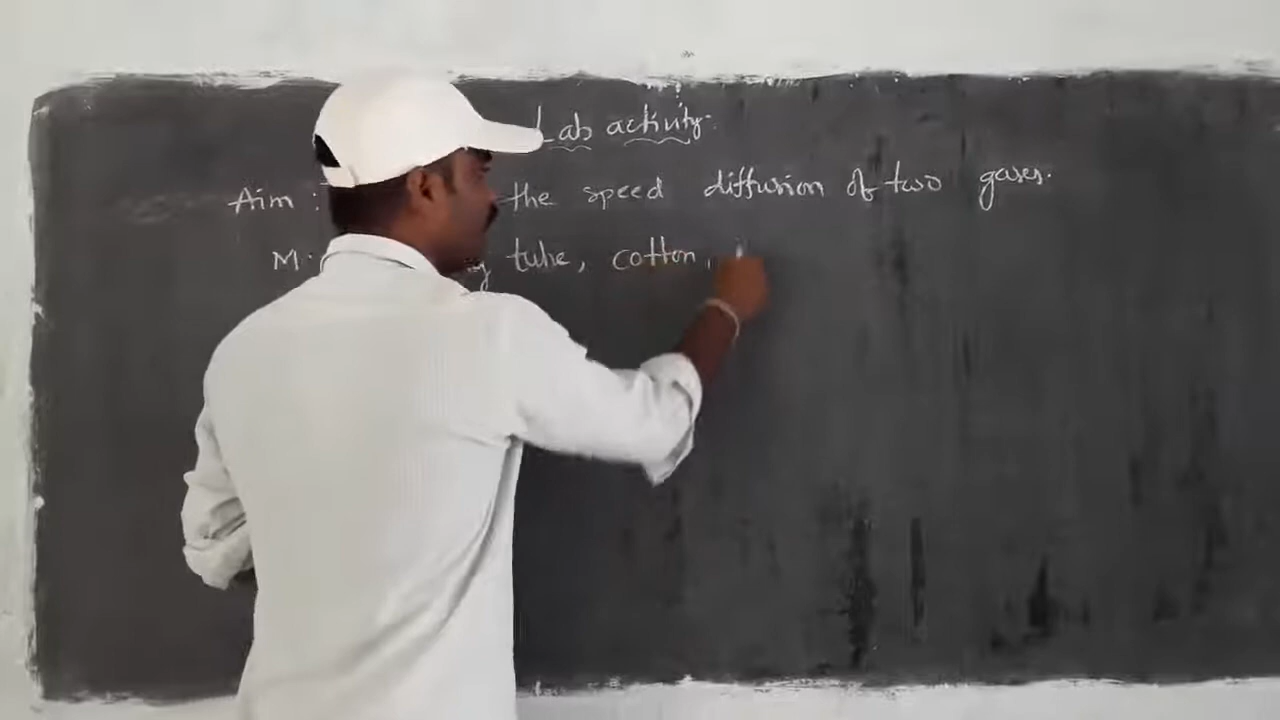 Lab activity.
Aim : the speed diffusion of two gases.
M. tube, cotton,